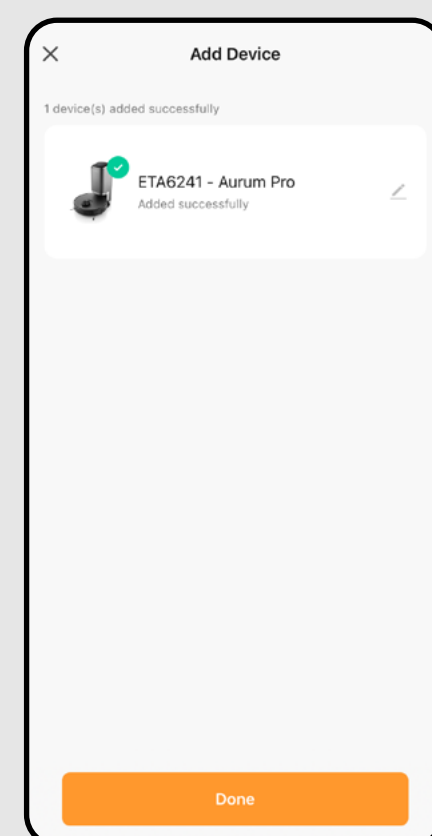 Add Device
1 device(s) added successfully
ETA6241 - Aurum Pro
Added successfully
Done